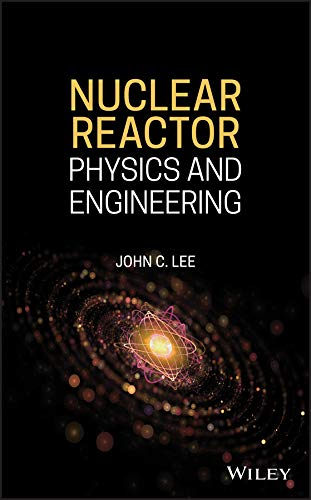 NUCLEAR
REACTOR
PHYSICS AND
ENGINEERING
JOHN C. LEE
WILEY